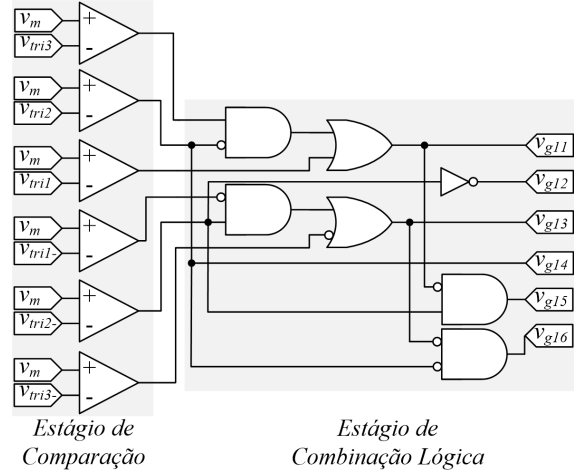 v_m
+
v_tri3
-
v_m
+
v_tri2
-
v_m
+
v_tri1
-
v_m
+
v_tri1-
-
v_m
+
v_tri2-
-
v_m
+
v_tri3-
-
v_g11
v_g12
v_g13
v_g14
v_g15
v_g16
Estágio de
Comparação
Estágio de
Combinação Lógica